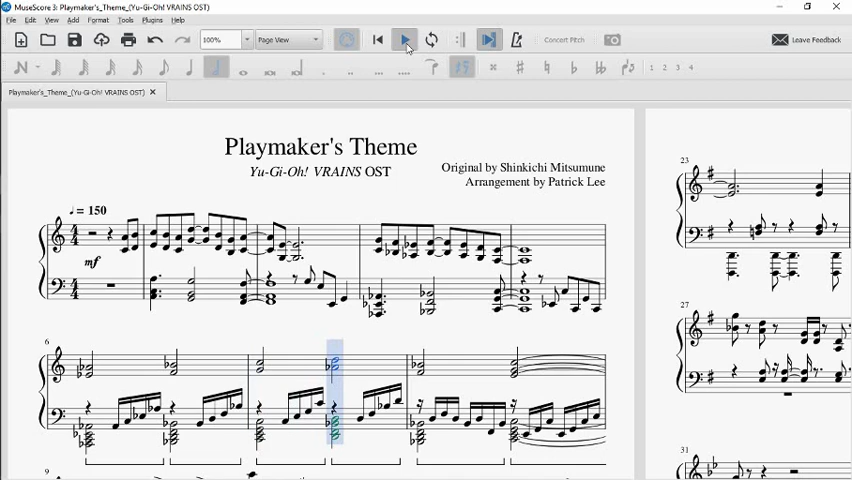 MuseScore 3: Playmaker's_Theme_(Yu-Gi-Oh! VRAINS OST)
File Edit View Add Format Tools Plugins Help
100% Page View Concert Pitch Leave Feedback
1 2 3 4
Playmaker's_Theme_(Yu-Gi-Oh! VRAINS OST)
Playmaker's Theme
Yu-Gi-Oh! VRAINS OST
Original by Shinkichi Mitsumune
Arrangement by Patrick Lee
= 150
mf
6
9
23
27
31